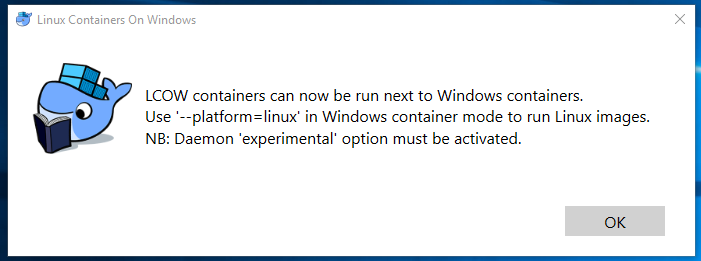 Linux Containers On Windows
LCOW containers can now be run next to Windows containers.
Use '--platform=linux' in Windows container mode to run Linux images.
NB: Daemon 'experimental' option must be activated.
OK